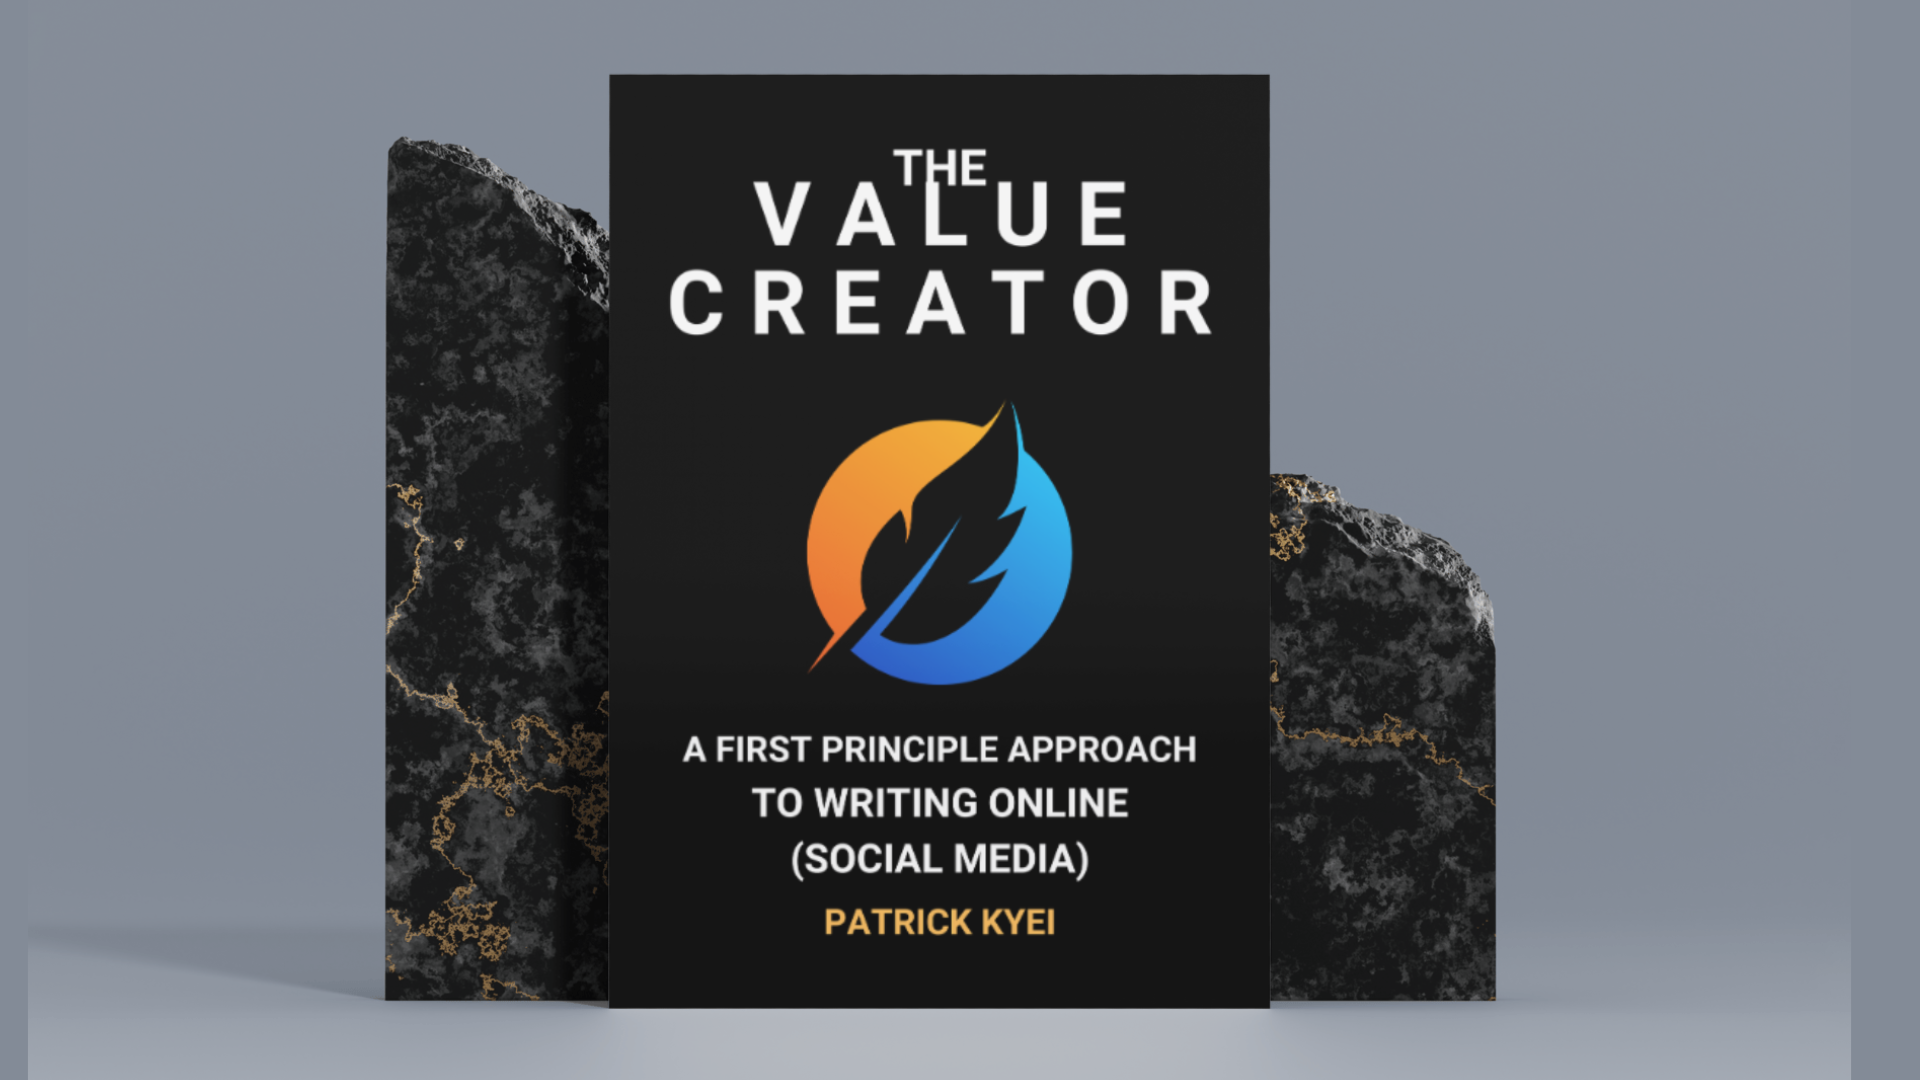 THE
VALUE
CREATOR
A FIRST PRINCIPLE APPROACH
TO WRITING ONLINE
(SOCIAL MEDIA)
PATRICK KYEI